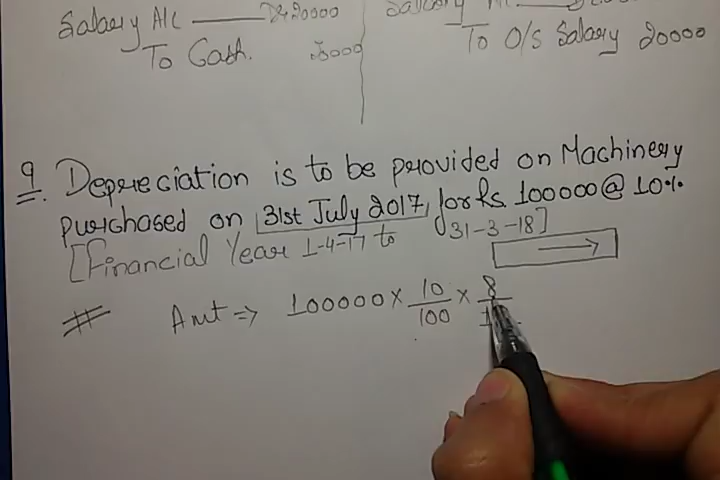 Salary A/c
To Cash.
To O/s Salary 20000
9. Depreciation is to be provided on Machinery
purchased on 31st July 2017, for Rs 100000 @ 10%
[Financial Year 1-4-17 to 31-3-18]
Amt ⇒ 100000 × 10/100 × 8